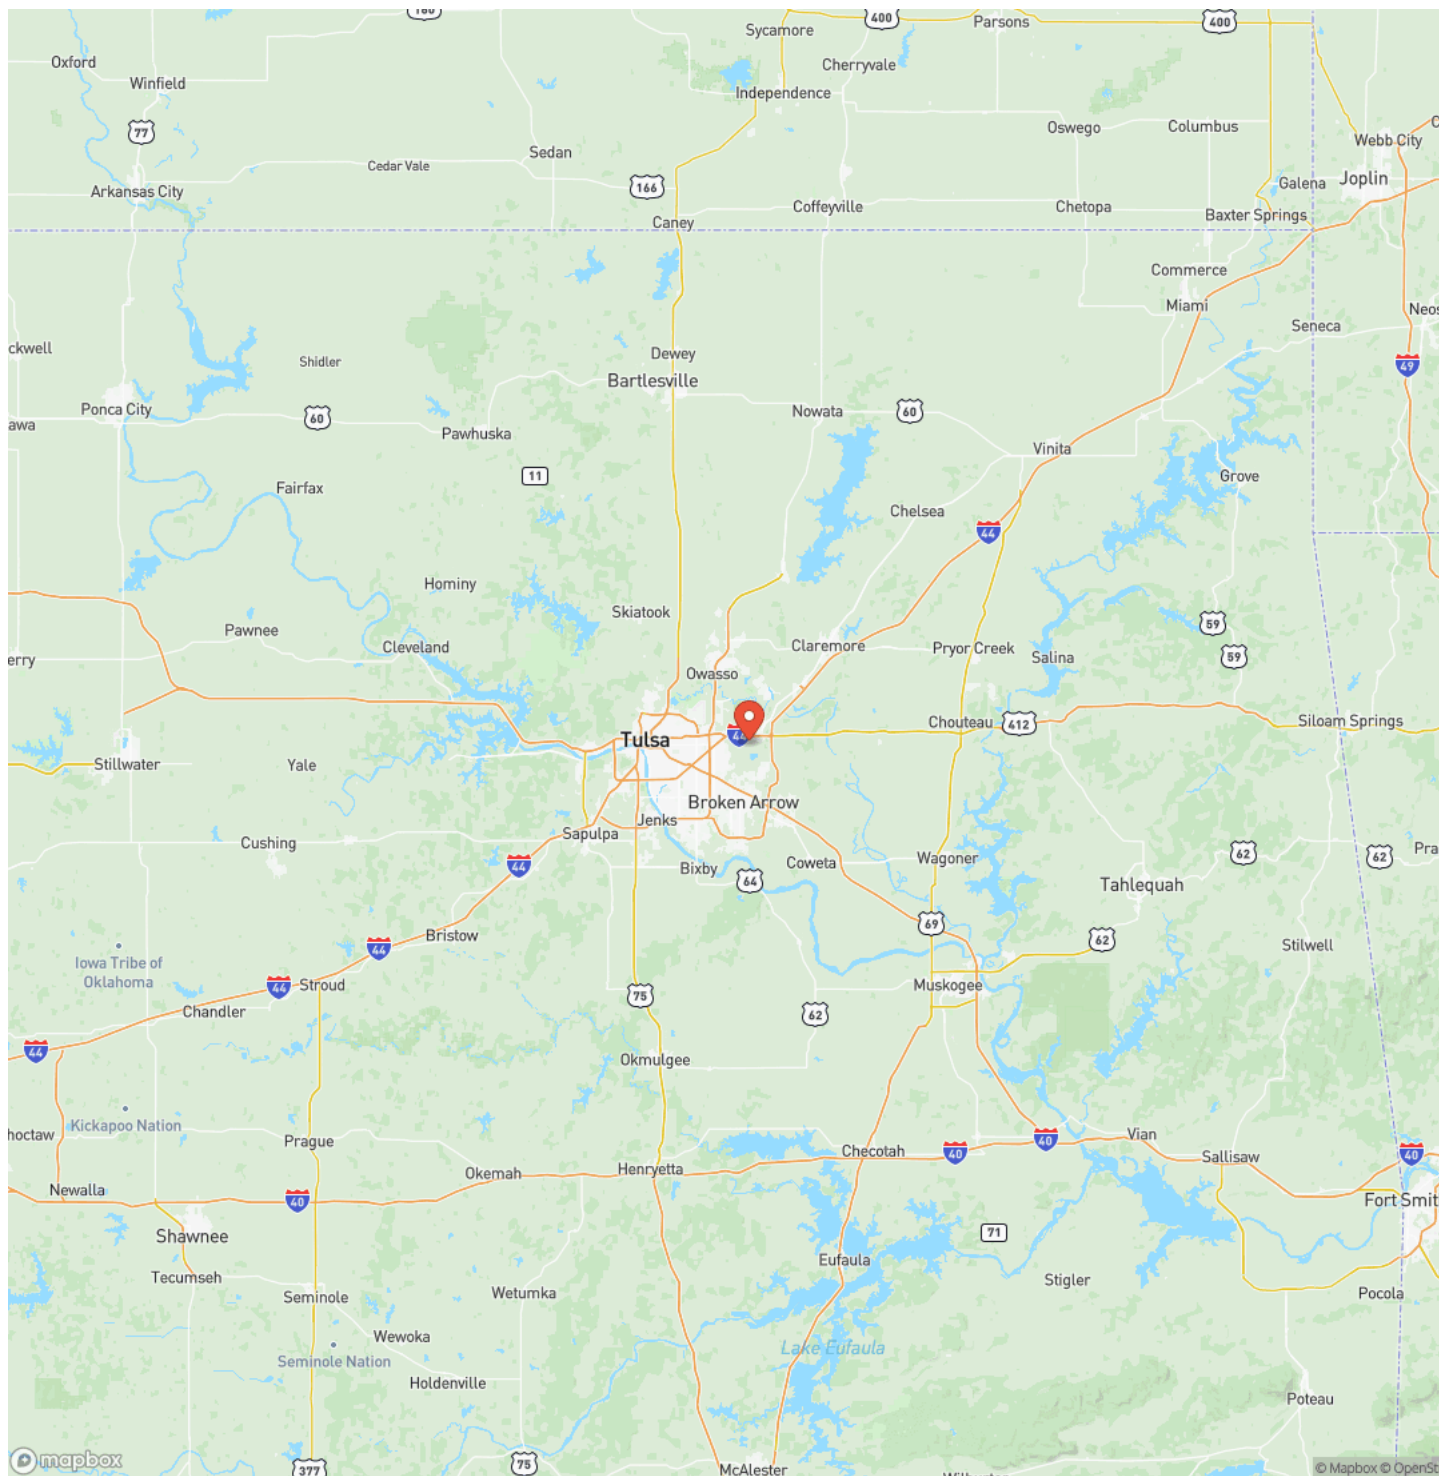 160
400
Parsons
400
Sycamore
Oxford
Cherryvale
Winfield
Independence
77
Oswego
Columbus
Webb City
Sedan
Cedar Vale
Joplin
166
Galena
Arkansas City
Coffeyville
Chetopa
Baxter Springs
Caney
Commerce
Miami
Neos
Seneca
ckwell
Dewey
Shidler
49
Bartlesville
Ponca City
60
Nowata
60
awa
Pawhuska
Vinita
11
Grove
Fairfax
Chelsea
44
Hominy
Skiatook
59
Pawnee
Cleveland
Claremore
Pryor Creek
Salina
59
erry
Owasso
Chouteau
412
Siloam Springs
44
Tulsa
Stillwater
Yale
Broken Arrow
Jenks
Sapulpa
Cushing
62
62
Pra
44
Bixby
Coweta
Wagoner
64
Tahlequah
69
Bristow
62
Stilwell
44
Iowa Tribe of
Oklahoma
44
Stroud
Muskogee
75
Chandler
62
44
Okmulgee
Kickapoo Nation
hoctaw
Prague
Checotah
40
40
Vian
40
Sallisaw
Henryetta
Okemah
Newalla
40
Fort Smit
Shawnee
71
Eufaula
Tecumseh
Stigler
Seminole
Wetumka
Pocola
Wewoka
Lake Eufaula
Seminole Nation
Holdenville
Poteau
mapbox
377
75
McAlester
© Mapbox © OpenSt